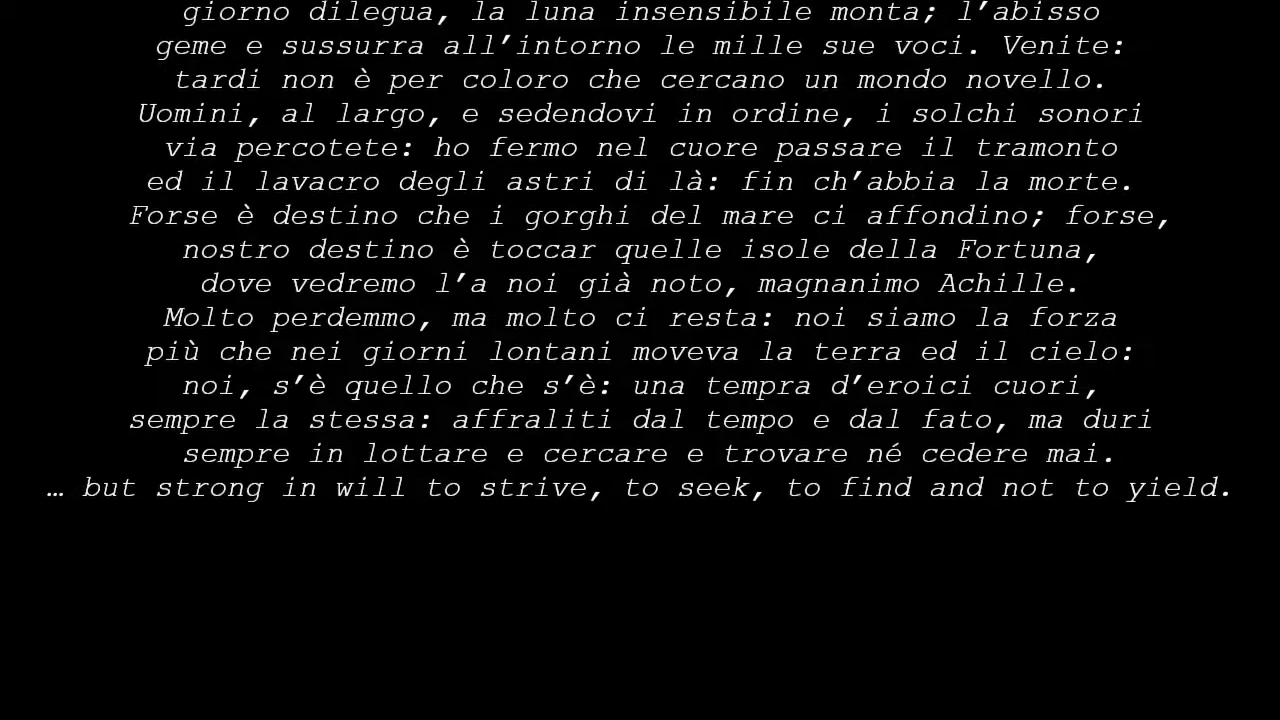 giorno dilegua, la luna insensibile monta; l’abisso
geme e sussurra all’intorno le mille sue voci. Venite:
tardi non è per coloro che cercano un mondo novello.
Uomini, al largo, e sedendovi in ordine, i solchi sonori
via percotete: ho fermo nel cuore passare il tramonto
ed il lavacro degli astri di là: fin ch’abbia la morte.
Forse è destino che i gorghi del mare ci affondino; forse,
nostro destino è toccar quelle isole della Fortuna,
dove vedremo l’a noi già noto, magnanimo Achille.
Molto perdemmo, ma molto ci resta: noi siamo la forza
più che nei giorni lontani moveva la terra ed il cielo:
noi, s’è quello che s’è: una tempra d’eroici cuori,
sempre la stessa: affraliti dal tempo e dal fato, ma duri
sempre in lottare e cercare e trovare né cedere mai.
… but strong in will to strive, to seek, to find and not to yield.